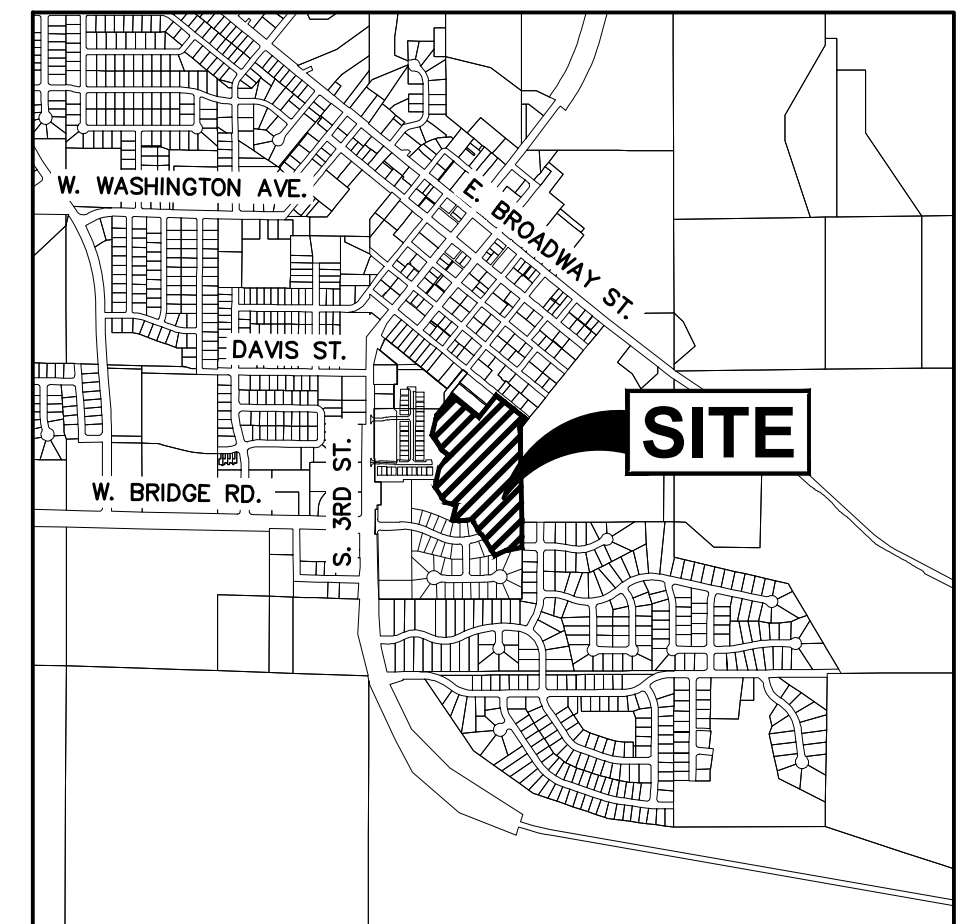 W. WASHINGTON AVE.
E. BROADWAY ST.
DAVIS ST.
SITE
W. BRIDGE RD.
S. 3RD ST.